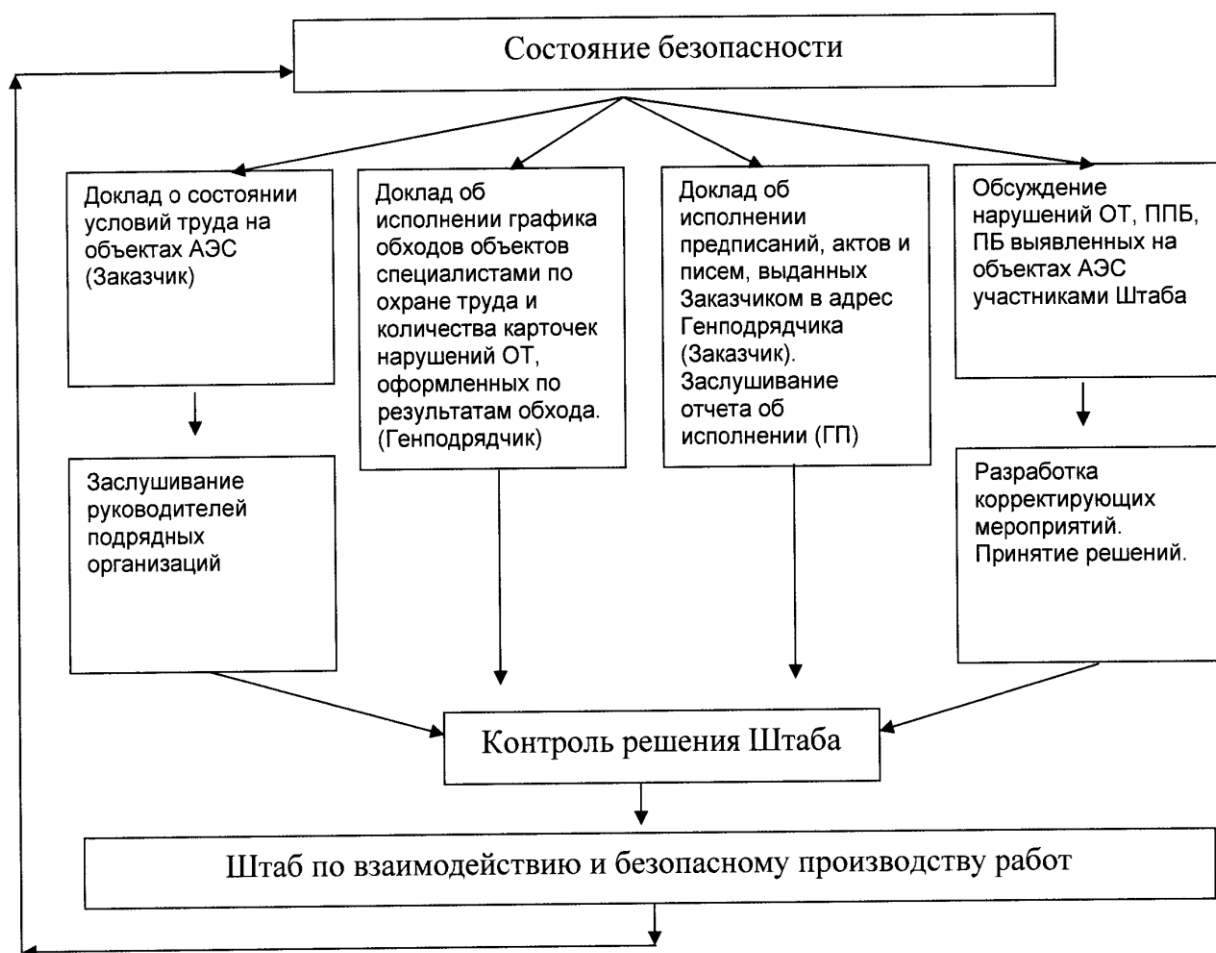 Состояние безопасности
Доклад о состоянии
условий труда на
объектах АЭС
(Заказчик)
Доклад об
исполнении графика
обходов объектов
специалистами по
охране труда и
количества карточек
нарушений ОТ,
оформленных по
результатам обхода.
(Генподрядчик)
Доклад об
исполнении
предписаний, актов и
писем, выданных
Заказчиком в адрес
Генподрядчика
(Заказчик).
Заслушивание
отчета об
исполнении (ГП)
Обсуждение
нарушений ОТ, ППБ,
ПБ выявленных на
объектах АЭС
участниками Штаба
Заслушивание
руководителей
подрядных
организаций
Разработка
корректирующих
мероприятий.
Принятие решений.
Контроль решения Штаба
Штаб по взаимодействию и безопасному производству работ